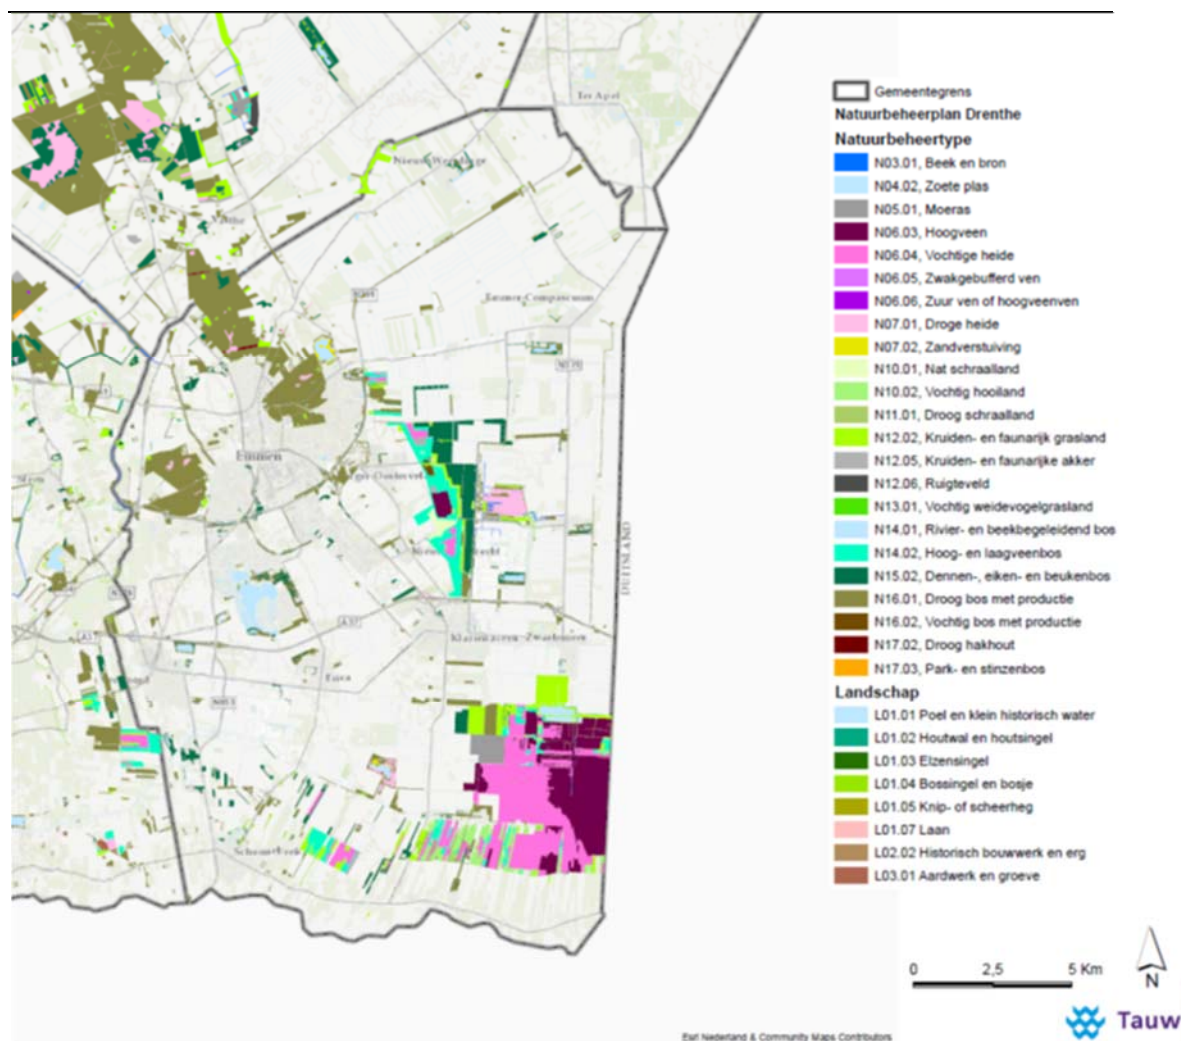 Ter Apel
Emmer-Compascuum
Emmen
DUITSLAND
Klazienaveen-Zwartemeer
Erica
A37
Gemeentegrens
Natuurbeheerplan Drenthe
Natuurbeheertype
N03.01, Beek en bron
N04.02, Zoete plas
N05.01, Moeras
N06.03, Hoogveen
N06.04, Vochtige heide
N06.05, Zwakgebufferd ven
N06.06, Zuur ven of hoogveenven
N07.01, Droge heide
N07.02, Zandverstuiving
N10.01, Nat schraalland
N10.02, Vochtig hooiland
N11.01, Droog schraalland
N12.02, Kruiden- en faunarijk grasland
N12.05, Kruiden- en faunarijke akker
N12.06, Ruigteveld
N13.01, Vochtig weidevogelgrasland
N14.01, Rivier- en beekbegeleidend bos
N14.02, Hoog- en laagveenbos
N15.02, Dennen-, eiken- en beukenbos
N16.01, Droog bos met productie
N16.02, Vochtig bos met productie
N17.02, Droog hakhout
N17.03, Park- en stinzenbos
Landschap
L01.01 Poel en klein historisch water
L01.02 Houtwal en houtsingel
L01.03 Elzensingel
L01.04 Bossingel en bosje
L01.05 Knip- of scheerheg
L01.07 Laan
L02.02 Historisch bouwwerk en erg
L03.01 Aardwerk en groeve
0 2,5 5 Km
N
Tauw
Esri Nederland & Community Maps Contributors